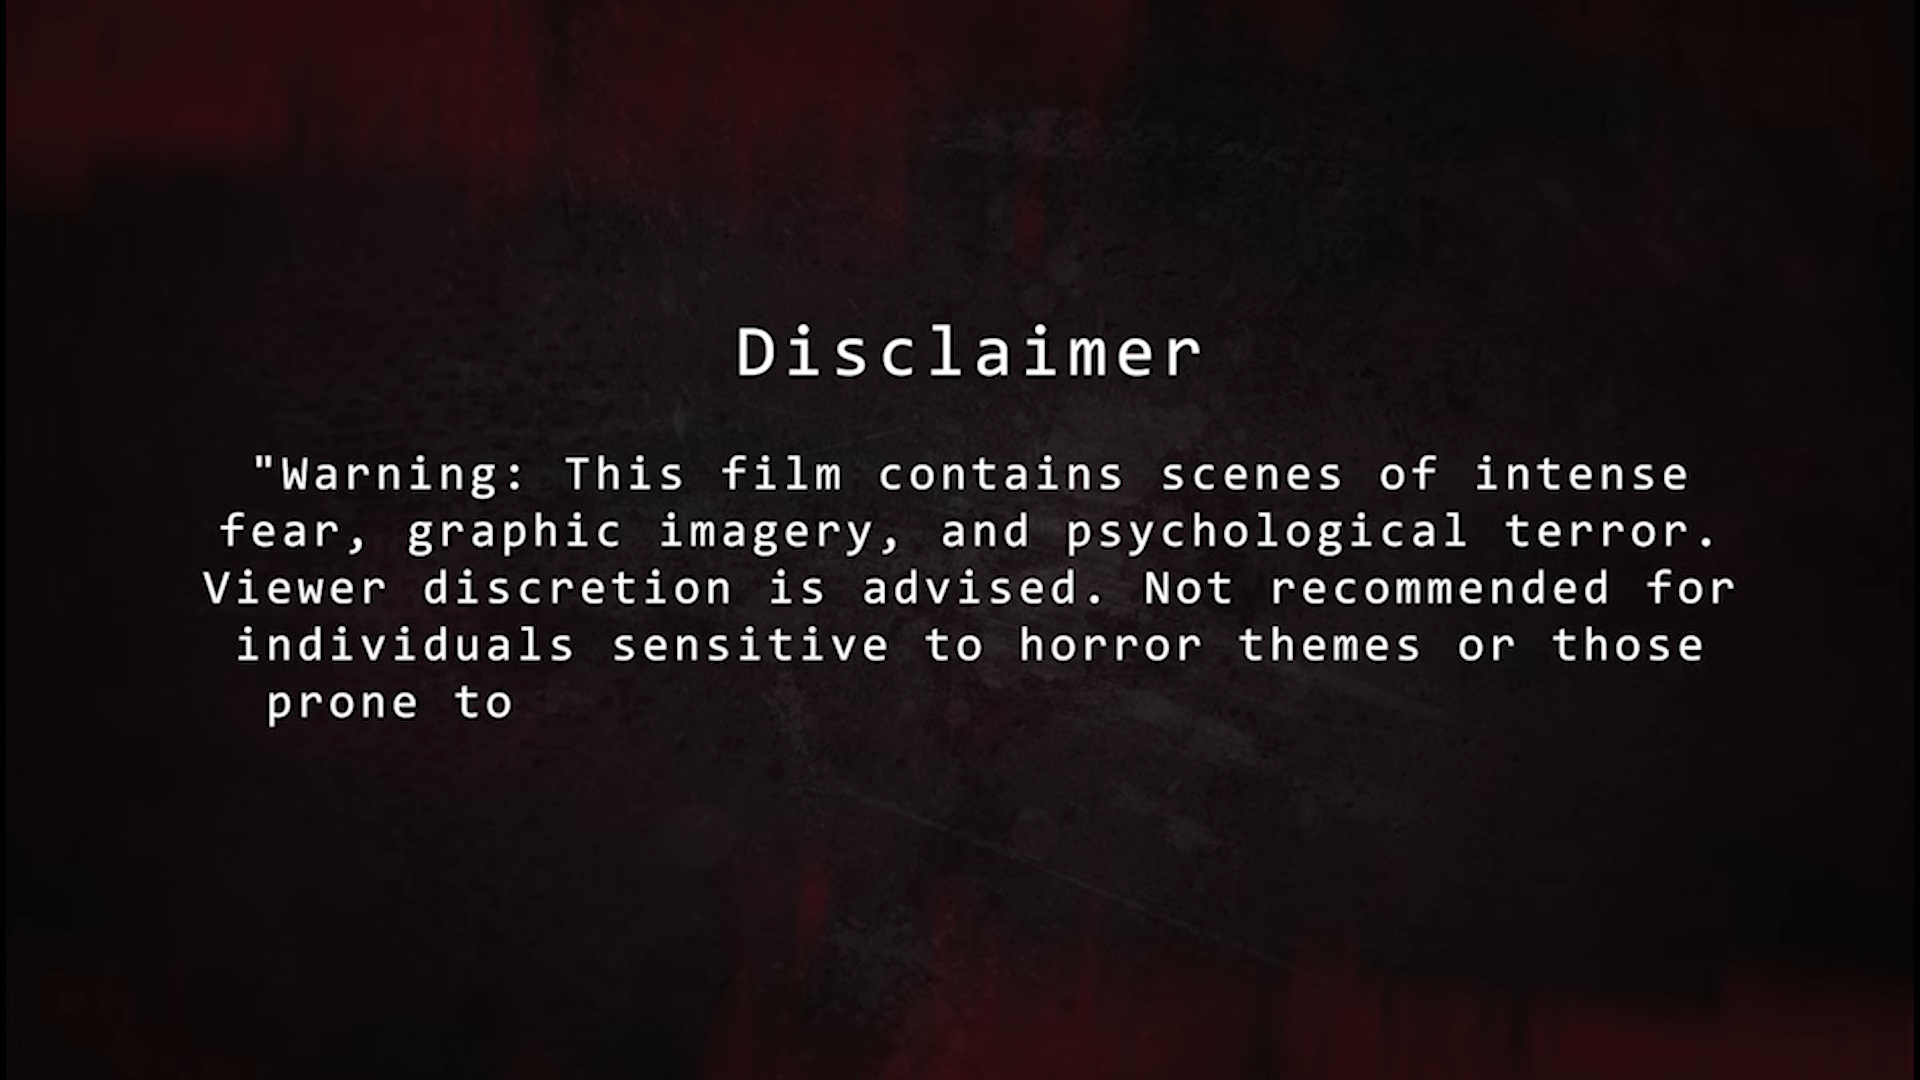 Disclaimer
"Warning: This film contains scenes of intense
fear, graphic imagery, and psychological terror.
Viewer discretion is advised. Not recommended for
individuals sensitive to horror themes or those
prone to